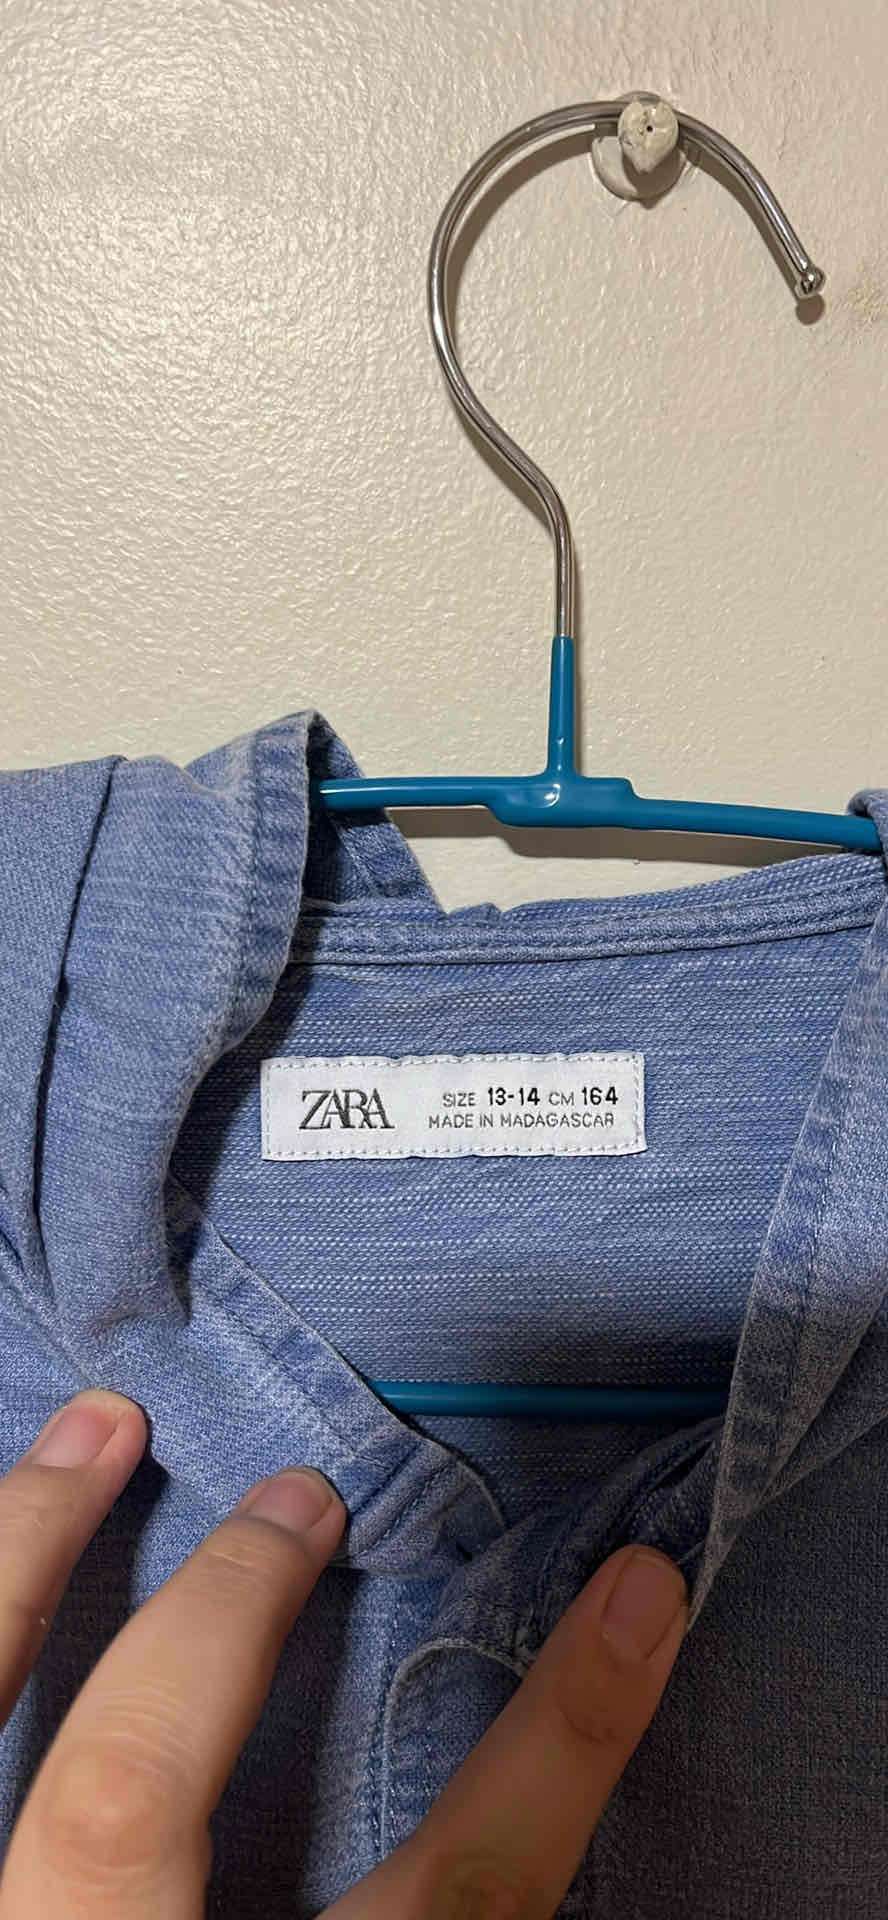 ZARA
SIZE 13-14 CM 164
MADE IN MADAGASCAR